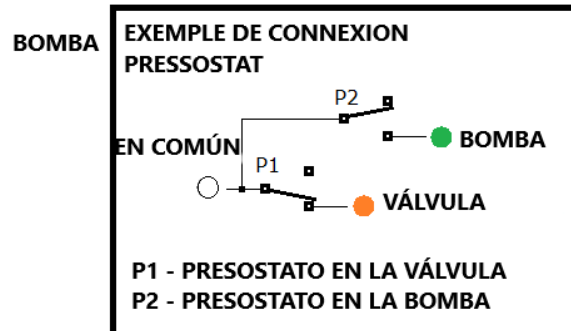 BOMBA
EXEMPLE DE CONNEXION
PRESSOSTAT
P2
BOMBA
EN COMÚN
P1
VÁLVULA
P1 - PRESOSTATO EN LA VÁLVULA
P2 - PRESOSTATO EN LA BOMBA